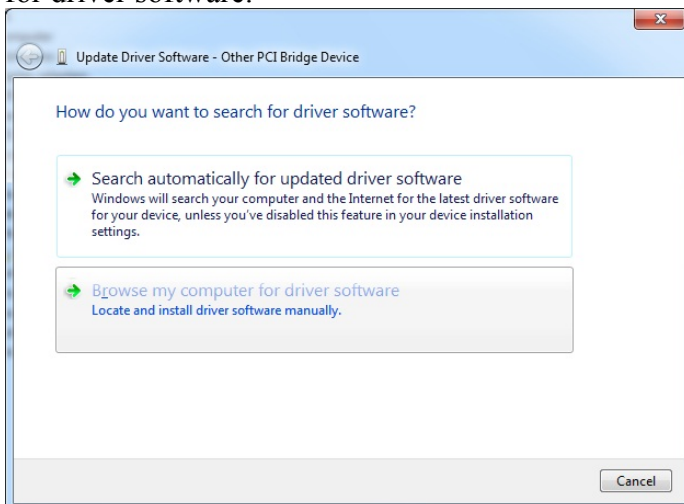 for driver software.
Update Driver Software - Other PCI Bridge Device
How do you want to search for driver software?
Search automatically for updated driver software
Windows will search your computer and the Internet for the latest driver software
for your device, unless you've disabled this feature in your device installation
settings.
Browse my computer for driver software
Locate and install driver software manually.
Cancel